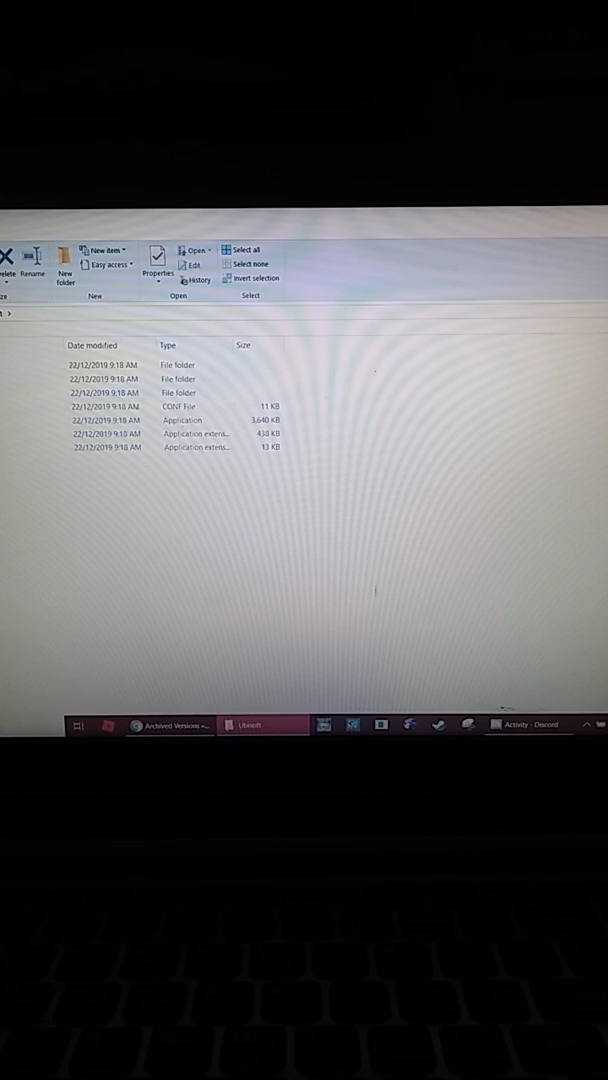 New item
Open
Select all
Easy access
Edit
Select none
Rename
New folder
Properties
History
Invert selection
New
Open
Select
Date modified Type Size
22/12/2019 9:18 AM File folder
22/12/2019 9:18 AM File folder
22/12/2019 9:18 AM File folder
22/12/2019 9:18 AM CONF File 11 KB
22/12/2019 9:18 AM Application 3,640 KB
22/12/2019 9:18 AM Application extens... 438 KB
22/12/2019 9:18 AM Application extens... 13 KB
Archived Versions
Ubisoft
Activity - Discord